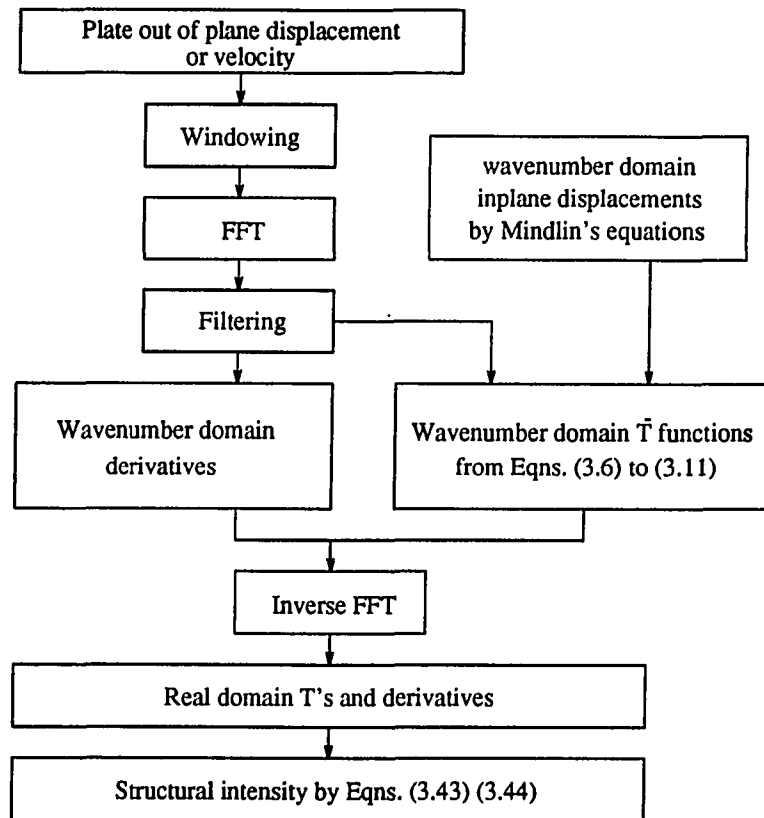 Plate out of plane displacement
or velocity
Windowing
FFT
Filtering
wavenumber domain
inplane displacements
by Mindlin's equations
Wavenumber domain
derivatives
Wavenumber domain T̄ functions
from Eqns. (3.6) to (3.11)
Inverse FFT
Real domain T's and derivatives
Structural intensity by Eqns. (3.43) (3.44)